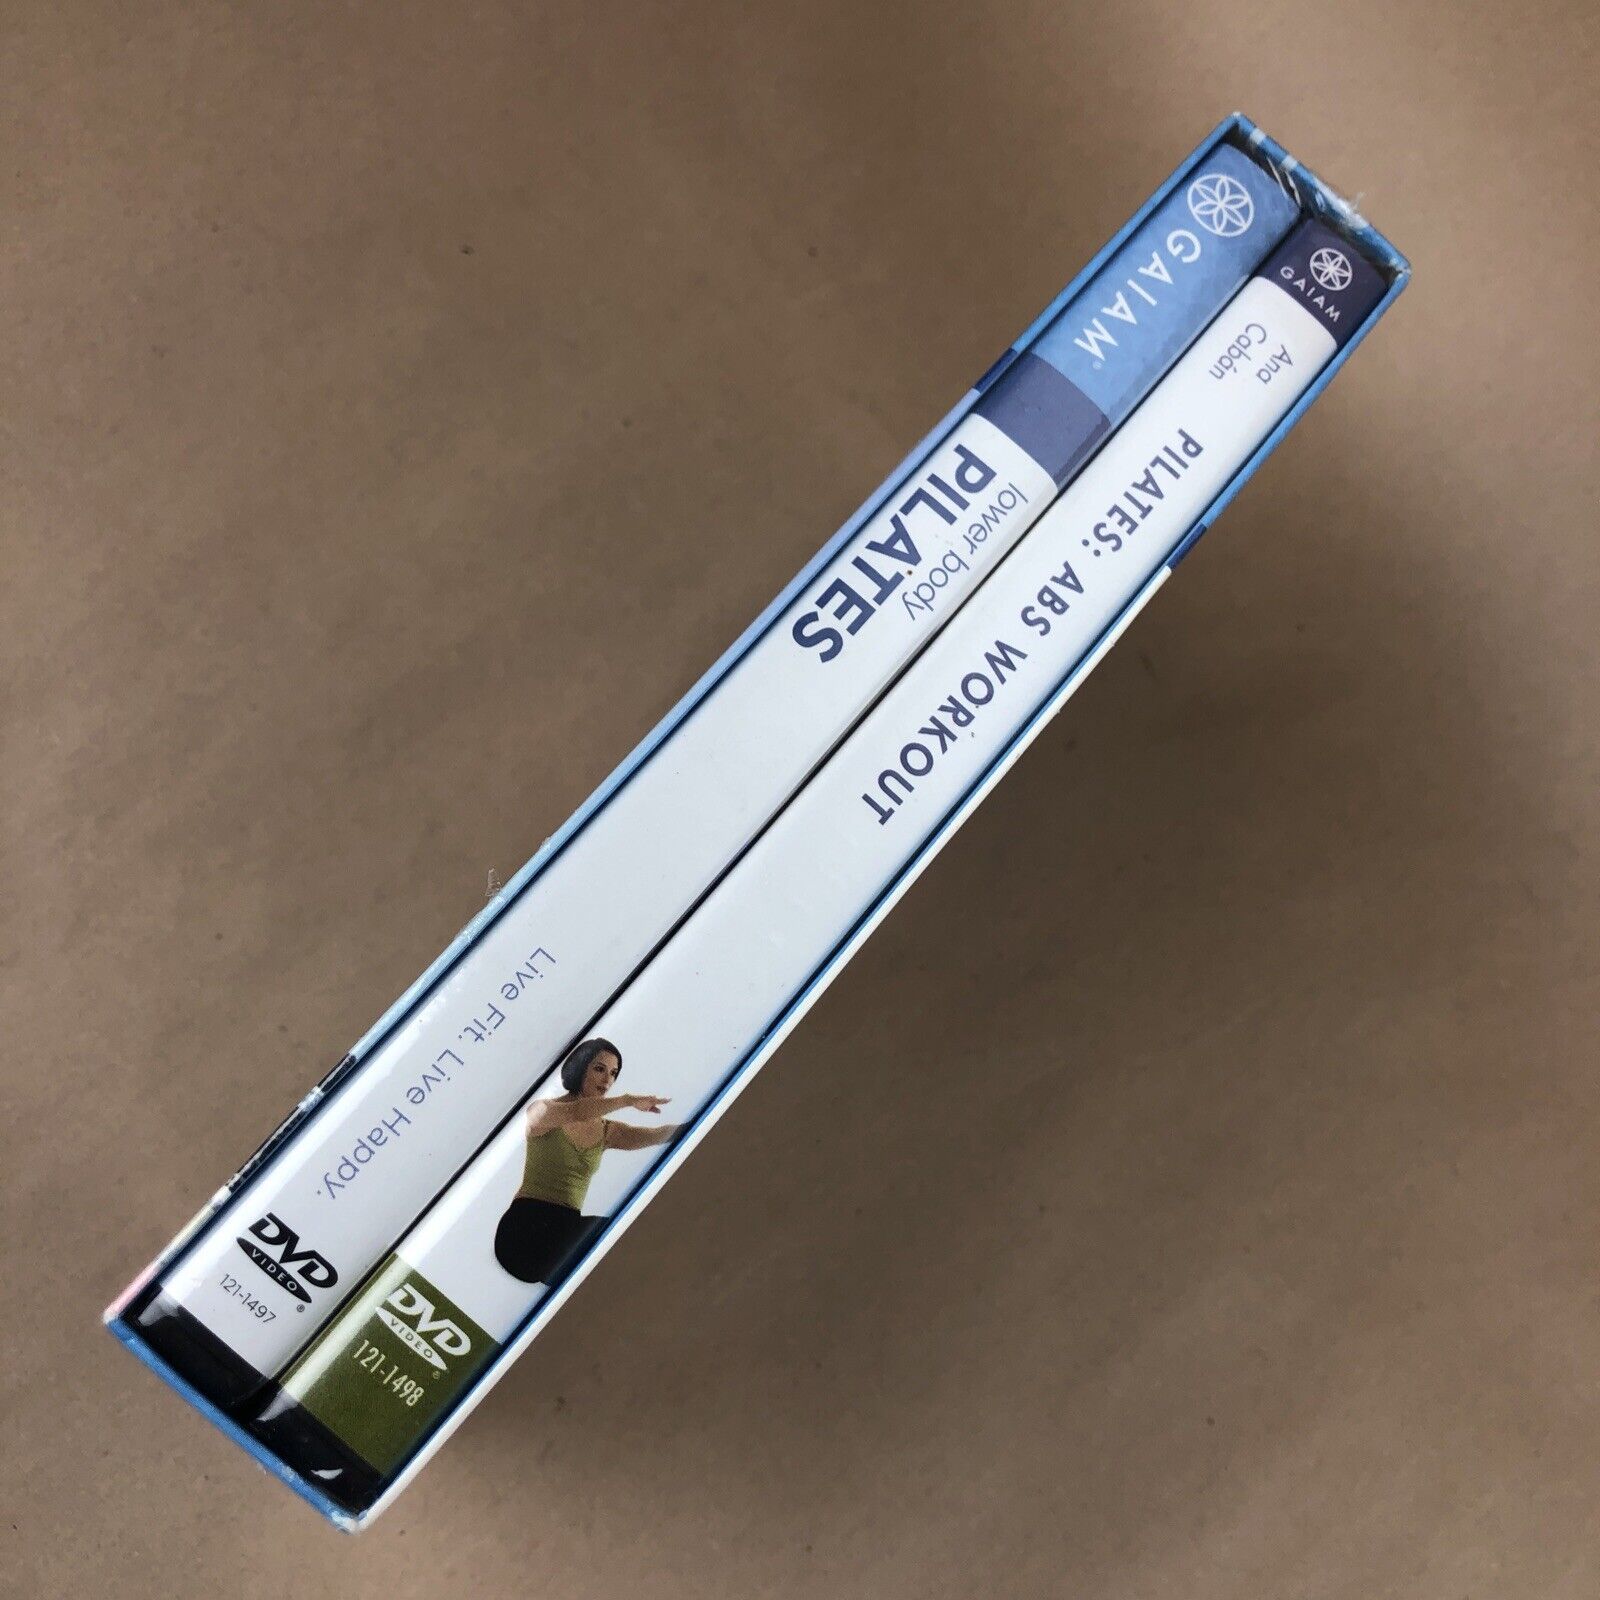 GAIAM®
lower body
PILATES
Live Fit. Live Happy.
DVD
VIDEO®
121-1497
GAIAM
Ana
Cabán
PILATES: ABS WORKOUT
DVD
VIDEO®
121-1498